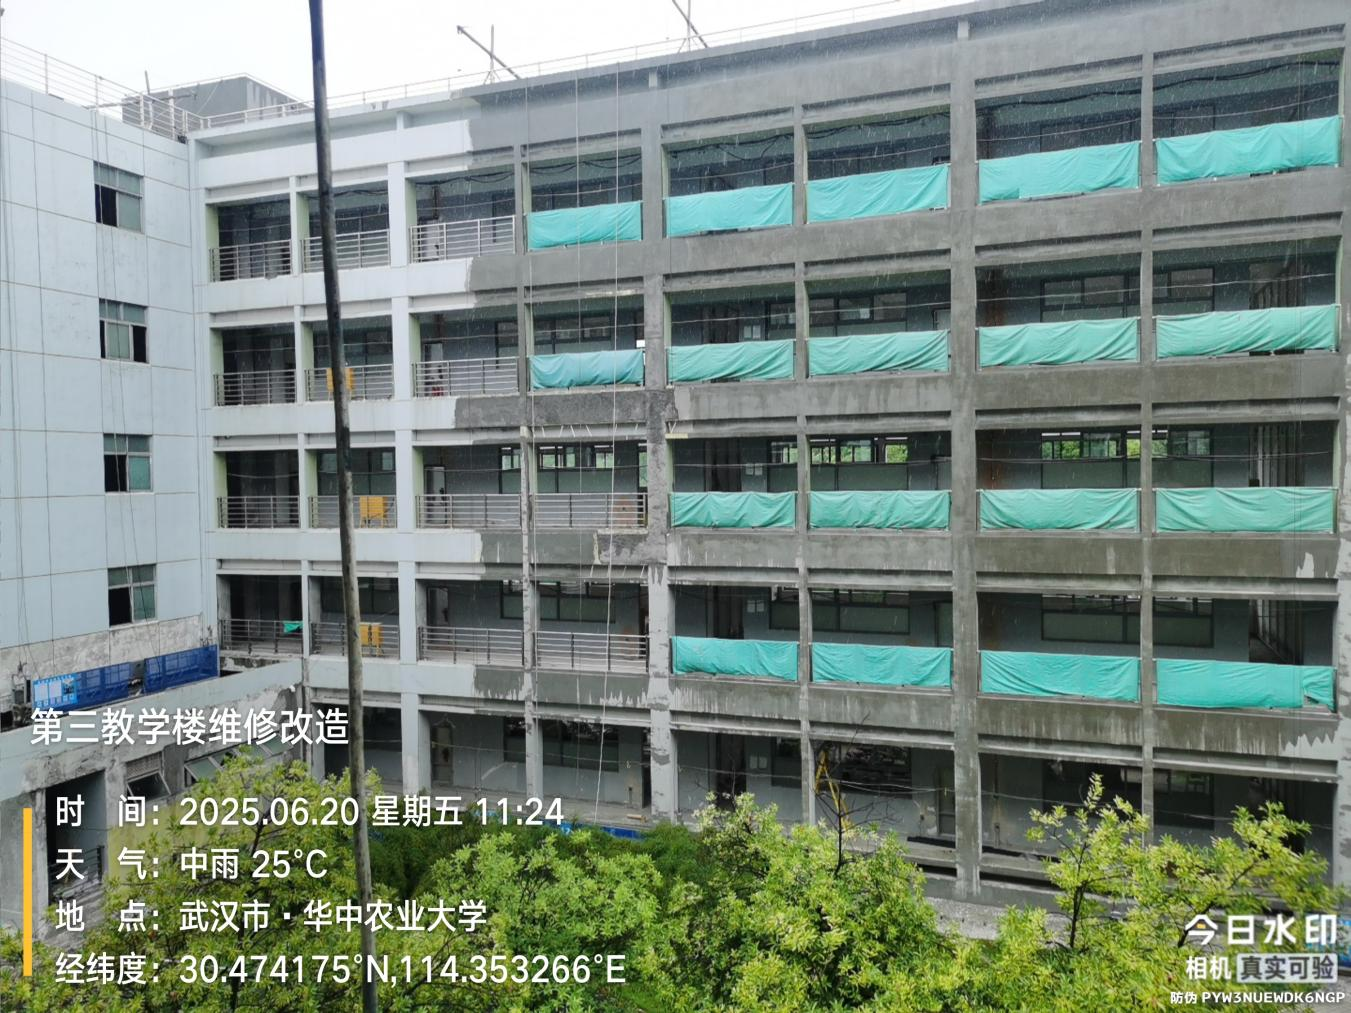 第三教学楼维修改造
时 间：2025.06.20 星期五 11:24
天 气：中雨 25℃
地 点：武汉市·华中农业大学
经纬度：30.474175°N,114.353266°E
今日水印
相机 真实可验
防伪 PYW3NUEWDK6NGP